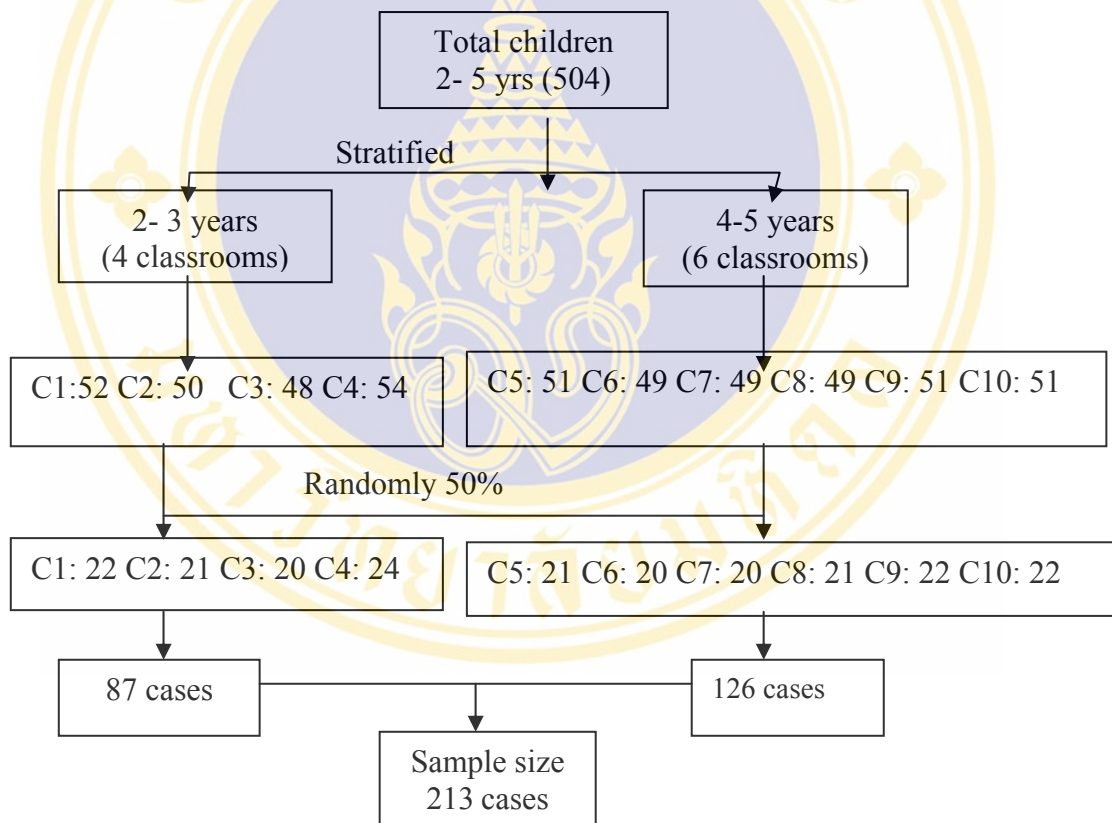 Total children
2- 5 yrs (504)
Stratified
2- 3 years
(4 classrooms)
4-5 years
(6 classrooms)
C1:52 C2: 50 C3: 48 C4: 54
C5: 51 C6: 49 C7: 49 C8: 49 C9: 51 C10: 51
Randomly 50%
C1: 22 C2: 21 C3: 20 C4: 24
C5: 21 C6: 20 C7: 20 C8: 21 C9: 22 C10: 22
87 cases
126 cases
Sample size
213 cases